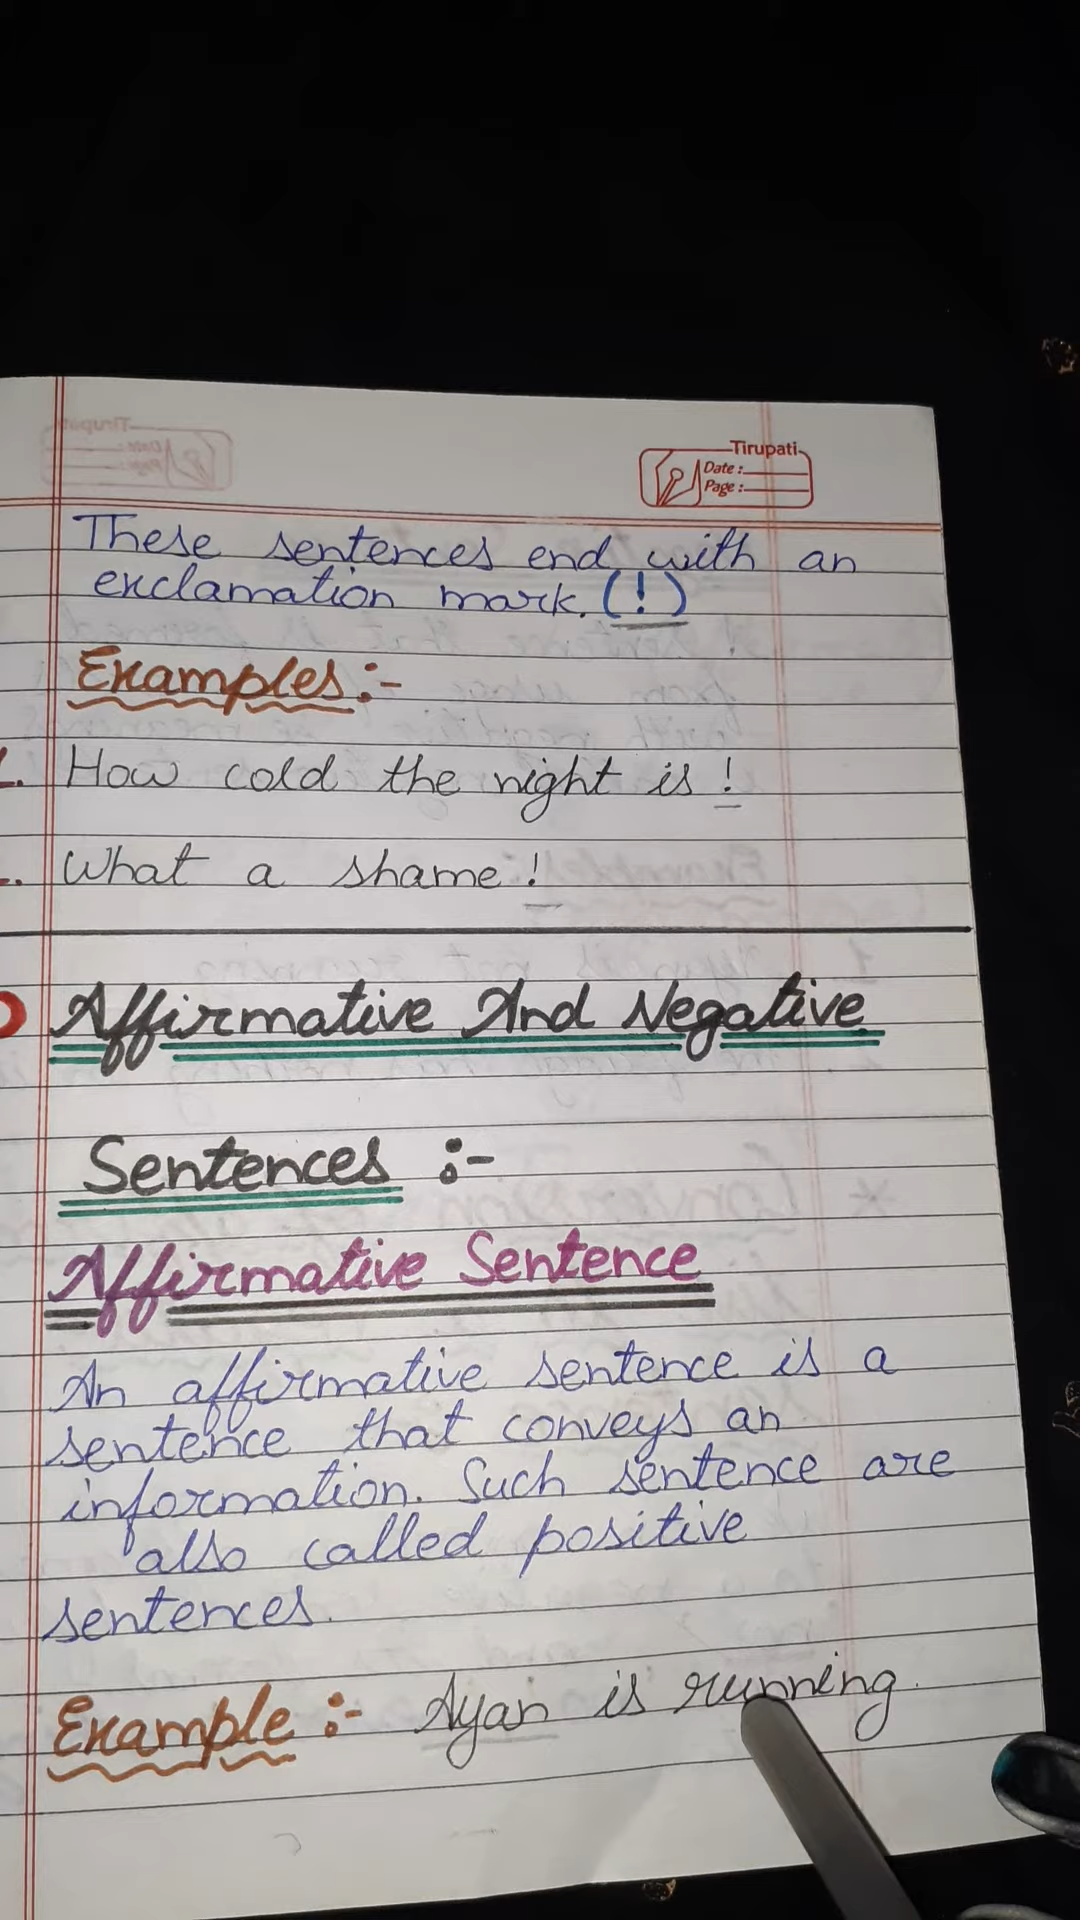 Tirupati
Date :
Page :
These sentences end with an
exclamation mark. (!)
Examples :-
How cold the night is !
What a shame !
Affirmative And Negative
Sentences :-
Affirmative Sentence
An affirmative sentence is a
sentence that conveys an
information. Such sentence are
also called positive
sentences.
Example :- Ayan is running.